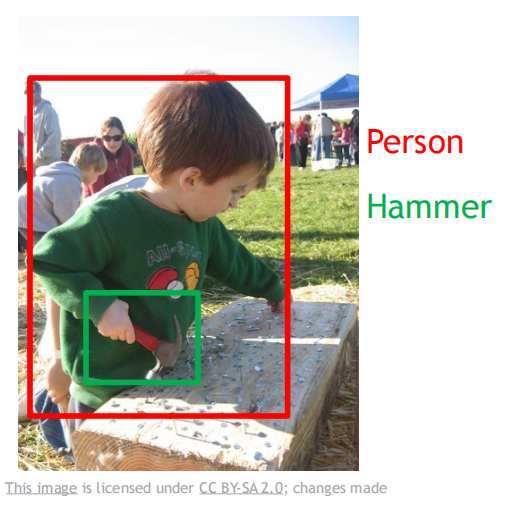 Person
Hammer
This image is licensed under CC BY-SA 2.0; changes made